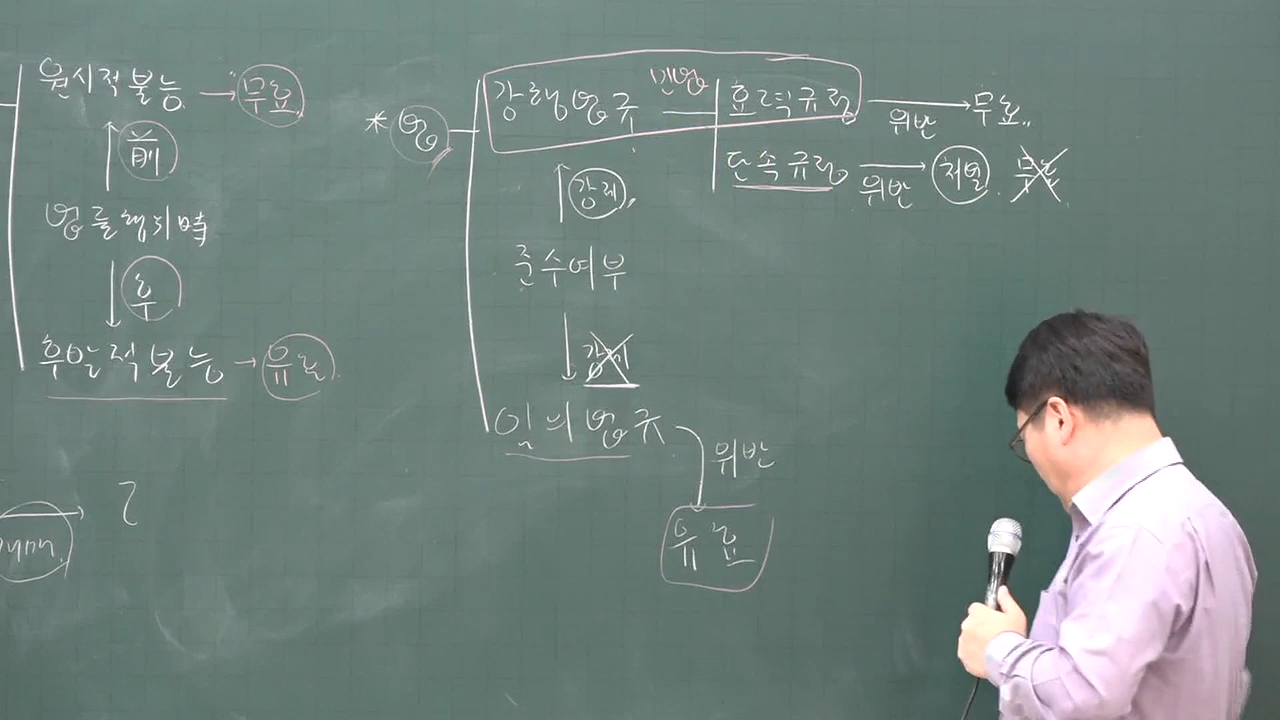 원시적불능 → 무효
↑ 前
법률행위時
↓ 후
후발적불능 → 유효
매매
* 법
강행법규 민법 효력규정 → 위반 무효
단속규정 → 위반 처벌 무효
↑ 강제
준수여부
↓ 강제
임의법규
위반
유효